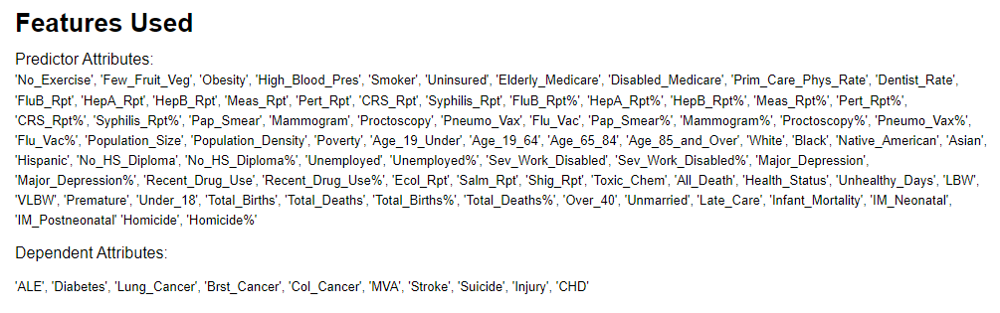 Features Used
Predictor Attributes:
'No_Exercise', 'Few_Fruit_Veg', 'Obesity', 'High_Blood_Pres', 'Smoker', 'Uninsured', 'Elderly_Medicare', 'Disabled_Medicare', 'Prim_Care_Phys_Rate', 'Dentist_Rate',
'FluB_Rpt', 'HepA_Rpt', 'HepB_Rpt', 'Meas_Rpt', 'Pert_Rpt', 'CRS_Rpt', 'Syphilis_Rpt', 'FluB_Rpt%', 'HepA_Rpt%', 'HepB_Rpt%', 'Meas_Rpt%', 'Pert_Rpt%',
'CRS_Rpt%', 'Syphilis_Rpt%', 'Pap_Smear', 'Mammogram', 'Proctoscopy', 'Pneumo_Vax', 'Flu_Vac', 'Pap_Smear%', 'Mammogram%', 'Proctoscopy%', 'Pneumo_Vax%',
'Flu_Vac%', 'Population_Size', 'Population_Density', 'Poverty', 'Age_19_Under', 'Age_19_64', 'Age_65_84', 'Age_85_and_Over', 'White', 'Black', 'Native_American', 'Asian',
'Hispanic', 'No_HS_Diploma', 'No_HS_Diploma%', 'Unemployed', 'Unemployed%', 'Sev_Work_Disabled', 'Sev_Work_Disabled%', 'Major_Depression',
'Major_Depression%', 'Recent_Drug_Use', 'Recent_Drug_Use%', 'Ecol_Rpt', 'Salm_Rpt', 'Shig_Rpt', 'Toxic_Chem', 'All_Death', 'Health_Status', 'Unhealthy_Days', 'LBW',
'VLBW', 'Premature', 'Under_18', 'Total_Births', 'Total_Deaths', 'Total_Births%', 'Total_Deaths%', 'Over_40', 'Unmarried', 'Late_Care', 'Infant_Mortality', 'IM_Neonatal',
'IM_Postneonatal' 'Homicide', 'Homicide%'
Dependent Attributes:
'ALE', 'Diabetes', 'Lung_Cancer', 'Brst_Cancer', 'Col_Cancer', 'MVA', 'Stroke', 'Suicide', 'Injury', 'CHD'